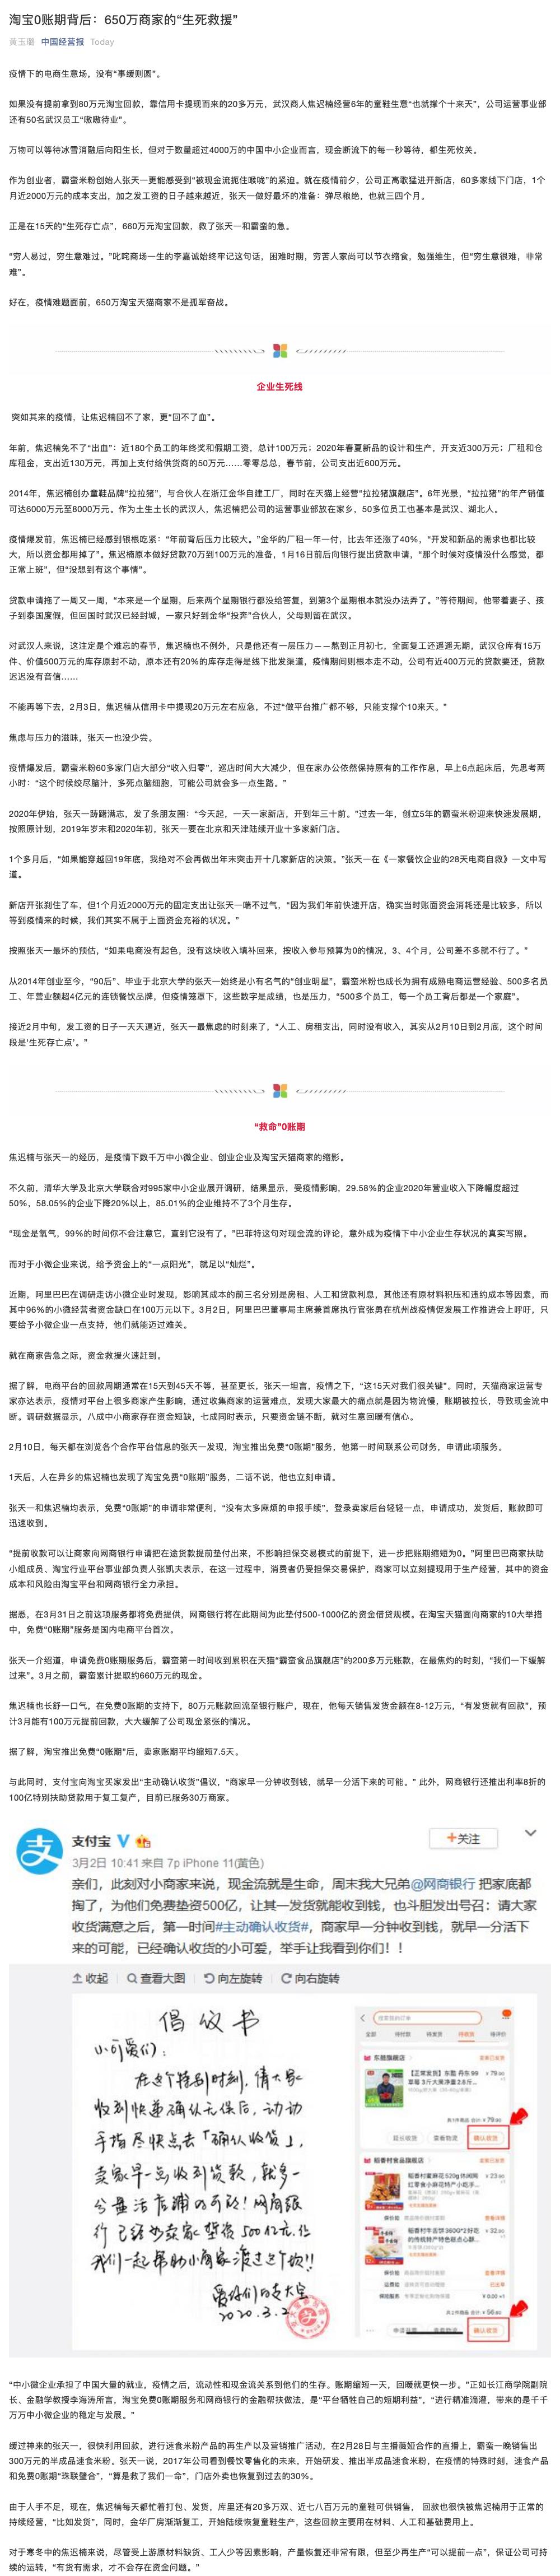 淘宝0账期背后：650万商家的“生死救援”
黄玉璐 中国经营报 Today
疫情下的电商生意场，没有“事缓则圆”。
如果没有提前拿到80万元淘宝回款，靠信用卡提现而来的20多万元，武汉商人焦迟楠经营6年的童鞋生意“也就撑个十来天”，公司运营事业部
还有50名武汉员工“嗷嗷待业”。
万物可以等待冰雪消融后向阳生长，但对于数量超过4000万的中国中小企业而言，现金断流下的每一秒等待，都生死攸关。
作为创业者，霸蛮米粉创始人张天一更能感受到“被现金流扼住喉咙”的紧迫。就在疫情前夕，公司正高歌猛进开新店，60多家线下门店，1个
月近2000万元的成本支出，加之发工资的日子越来越近，张天一做好最坏的准备：弹尽粮绝，也就三四个月。
正是在15天的“生死存亡点”，660万元淘宝回款，救了张天一和霸蛮的急。
“穷人易过，穷生意难过。”叱咤商场一生的李嘉诚始终牢记这句话，困难时期，穷苦人家尚可以节衣缩食，勉强维生，但“穷生意很难，非常
难”。
好在，疫情难题面前，650万淘宝天猫商家不是孤军奋战。
企业生死线
突如其来的疫情，让焦迟楠回不了家，更“回不了血”。
年前，焦迟楠免不了“出血”：近180个员工的年终奖和假期工资，总计100万元；2020年春夏新品的设计和生产，开支近300万元；厂租和仓
库租金，支出近130万元，再加上支付给供货商的50万元……零零总总，春节前，公司支出近600万元。
2014年，焦迟楠创办童鞋品牌“拉拉猪”，与合伙人在浙江金华自建工厂，同时在天猫上经营“拉拉猪旗舰店”。6年光景，“拉拉猪”的年产销值
可达6000万元至8000万元。作为土生土长的武汉人，焦迟楠把公司的运营事业部放在家乡，50多位员工也基本是武汉、湖北人。
疫情爆发前，焦迟楠已经感到银根吃紧：“年前背后压力比较大。”金华的厂租一年一付，比去年还涨了40%，“开发和新品的需求也都比较
大，所以资金都用掉了”。焦迟楠原本做好贷款70万到100万元的准备，1月16日前后向银行提出贷款申请，“那个时候对疫情没什么感觉，都
正常上班”，但“没想到有这个事情”。
贷款申请拖了一周又一周，“本来是一个星期，后来两个星期银行都没给答复，到第3个星期根本就没办法弄了。”等待期间，他带着妻子、孩
子到泰国度假，但回国时武汉已经封城，一家只好到金华“投奔”合伙人，父母则留在武汉。
对武汉人来说，这注定是个难忘的春节，焦迟楠也不例外，只是他还有一层压力——熬到正月初七，全面复工还遥遥无期，武汉仓库有15万
件、价值500万元的库存原封不动，原本还有20%的库存走得是线下批发渠道，疫情期间则根本走不动，公司有近400万元的贷款要还，贷款
迟迟没有音信……
不能再等下去，2月3日，焦迟楠从信用卡中提现20万元左右应急，不过“做平台推广都不够，只能支撑个10来天。”
焦虑与压力的滋味，张天一也没少尝。
疫情爆发后，霸蛮米粉60多家门店大部分“收入归零”，巡店时间大大减少，但在家办公依然保持原有的工作作息，早上6点起床后，先思考两
小时：“这个时候绞尽脑汁，多死点脑细胞，可能公司就会多一点生路。”
2020年伊始，张天一踌躇满志，发了条朋友圈：“今天起，一天一家新店，开到年三十前。”过去一年，创立5年的霸蛮米粉迎来快速发展期，
按照原计划，2019年岁末和2020年初，张天一要在北京和天津陆续开业十多家新门店。
1个多月后，“如果能穿越回19年底，我绝对不会再做出年末突击开十几家新店的决策。”张天一在《一家餐饮企业的28天电商自救》一文中写
道。
新店开张刹住了车，但1个月近2000万元的固定支出让张天一喘不过气，“因为我们年前快速开店，确实当时账面资金消耗还是比较多，所以
等到疫情来的时候，我们其实不属于上面资金充裕的状况。”
按照张天一最坏的预估，“如果电商没有起色，没有这块收入填补回来，按收入参与预算为0的情况，3、4个月，公司差不多就不行了。”
从2014年创业至今，“90后”、毕业于北京大学的张天一始终是小有名气的“创业明星”，霸蛮米粉也成长为拥有成熟电商运营经验、500多名员
工、年营业额超4亿元的连锁餐饮品牌，但疫情笼罩下，这些数字是成绩，也是压力，“500多个员工，每一个员工背后都是一个家庭”。
接近2月中旬，发工资的日子一天天逼近，张天一最焦虑的时刻来了，“人工、房租支出，同时没有收入，其实从2月10日到2月底，这个时间
段是‘生死存亡点’。”
“救命”0账期
焦迟楠与张天一的经历，是疫情下数千万中小微企业、创业企业及淘宝天猫商家的缩影。
不久前，清华大学及北京大学联合对995家中小企业展开调研，结果显示，受疫情影响，29.58%的企业2020年营业收入下降幅度超过
50%，58.05%的企业下降20%以上，85.01%的企业维持不了3个月生存。
“现金是氧气，99%的时间你不会注意它，直到它没有了。”巴菲特这句对现金流的评论，意外成为疫情下中小企业生存状况的真实写照。
而对于小微企业来说，给予资金上的“一点阳光”，就足以“灿烂”。
近期，阿里巴巴在调研走访小微企业时发现，影响其成本的前三名分别是房租、人工和贷款利息，其他还有原材料积压和违约成本等因素，而
其中96%的小微经营者资金缺口在100万元以下。3月2日，阿里巴巴董事局主席兼首席执行官张勇在杭州战疫情促发展工作推进会上呼吁，只
要给予小微企业一点支持，他们就能迈过难关。
就在商家告急之际，资金救援火速赶到。
据了解，电商平台的回款周期通常在15天到45天不等，甚至更长，张天一坦言，疫情之下，“这15天对我们很关键”。同时，天猫商家运营专
家亦达表示，疫情对平台上很多商家产生影响，通过收集商家的运营难点，发现大家最大的痛点就是因为物流慢，账期被拉长，导致现金流中
断。调研数据显示，八成中小商家存在资金短缺，七成同时表示，只要资金链不断，就对生意回暖有信心。
2月10日，每天都在浏览各个合作平台信息的张天一发现，淘宝推出免费“0账期”服务，他第一时间联系公司财务，申请此项服务。
1天后，人在异乡的焦迟楠也发现了淘宝免费“0账期”服务，二话不说，他也立刻申请。
张天一和焦迟楠均表示，免费“0账期”的申请非常便利，“没有太多麻烦的申报手续”，登录卖家后台轻轻一点，申请成功，发货后，账款即可
迅速收到。
“提前收款可以让商家向网商银行申请把在途货款提前垫付出来，不影响担保交易模式的前提下，进一步把账期缩短为0。”阿里巴巴商家扶助
小组成员、淘宝行业平台事业部负责人张凯夫表示，在这一过程中，消费者仍受担保交易保护，商家可以立刻提现用于生产经营，其中的资金
成本和风险由淘宝平台和网商银行全力承担。
据悉，在3月31日之前这项服务都将免费提供，网商银行将在此期间为此垫付500-1000亿的资金借贷规模。在淘宝天猫面向商家的10大举措
中，免费“0账期”服务是国内电商平台首次。
张天一介绍道，申请免费0账期服务后，霸蛮第一时间收到累积在天猫“霸蛮食品旗舰店”的200多万元账款，在最焦灼的时刻，“我们一下缓解
过来”。3月之前，霸蛮累计提取约660万元的现金。
焦迟楠也长舒一口气，在免费0账期的支持下，80万元账款回流至银行账户，现在，他每天销售发货金额在8-12万元，“有发货就有回款”，预
计3月能有100万元提前回款，大大缓解了公司现金紧张的情况。
据了解，淘宝推出免费“0账期”后，卖家账期平均缩短7.5天。
与此同时，支付宝向淘宝买家发出“主动确认收货”倡议，“商家早一分钟收到钱，就早一分活下来的可能。” 此外，网商银行还推出利率8折的
100亿特别扶助贷款用于复工复产，目前已服务30万商家。
支付宝
+关注
3月2日 10:41 来自 7p iPhone 11(黄色)
亲们，此刻对小商家来说，现金流就是生命，周末我大兄弟@网商银行 把家底都
掏了，为他们免费垫资500亿，让其一发货就能收到钱，也斗胆发出号召：请大家
收货满意之后，第一时间#主动确认收货#，商家早一分钟收到钱，就早一分活下
来的可能，已经确认收货的小可爱，举手让我看到你们！！
收起 查看大图 向左旋转 向右旋转
倡议书
小可爱们：
在这个特别时刻，请大家
收到快递确认无误后，动动
手指尽快点去「确认收货」，
卖家早一点收到货款，就多一
分盘活店铺的可能！网商银
行已经为卖家垫资500亿元，让
我们一起帮助小商家渡过这个坎!!
爱你们的支大宝
2020.3.2
全部 待付款 待发货 待收货 待评价
确认收货
稻香村食品旗舰店
确认收货
“中小微企业承担了中国大量的就业，疫情之后，流动性和现金流关系到他们的生存。账期缩短一天，回暖就更快一步。”正如长江商学院副院
长、金融学教授李海涛所言，淘宝免费0账期服务和网商银行的金融帮扶做法，是“平台牺牲自己的短期利益”，“进行精准滴灌，带来的是千千
万万中小微企业的稳定与发展。”
缓过神来的张天一，很快利用回款，进行速食米粉产品的再生产以及营销推广活动，在2月28日与主播薇娅合作的直播上，霸蛮一晚销售出
300万元的半成品速食米粉。张天一说，2017年公司看到餐饮零售化的未来，开始研发、推出半成品速食米粉，在疫情的特殊时刻，速食产品
和免费0账期“珠联璧合”，“算是救了我们一命”，门店外卖也恢复到过去的30%。
由于人手不足，现在，焦迟楠每天都忙着打包、发货，库里还有20多万双、近七八百万元的童鞋可供销售， 回款也很快被焦迟楠用于正常的
持续经营，“比如发货”，同时，金华厂房渐渐复工，开始陆续恢复童鞋生产，这些回款主要用在材料、人工和基础费用上。
对于寒冬中的焦迟楠来说，尽管受上游原材料缺货、工人少等因素影响，产量恢复还非常有限，但至少再生产“可以提前一点”，保证公司可持
续的运转，“有货有需求，才不会存在资金问题。”